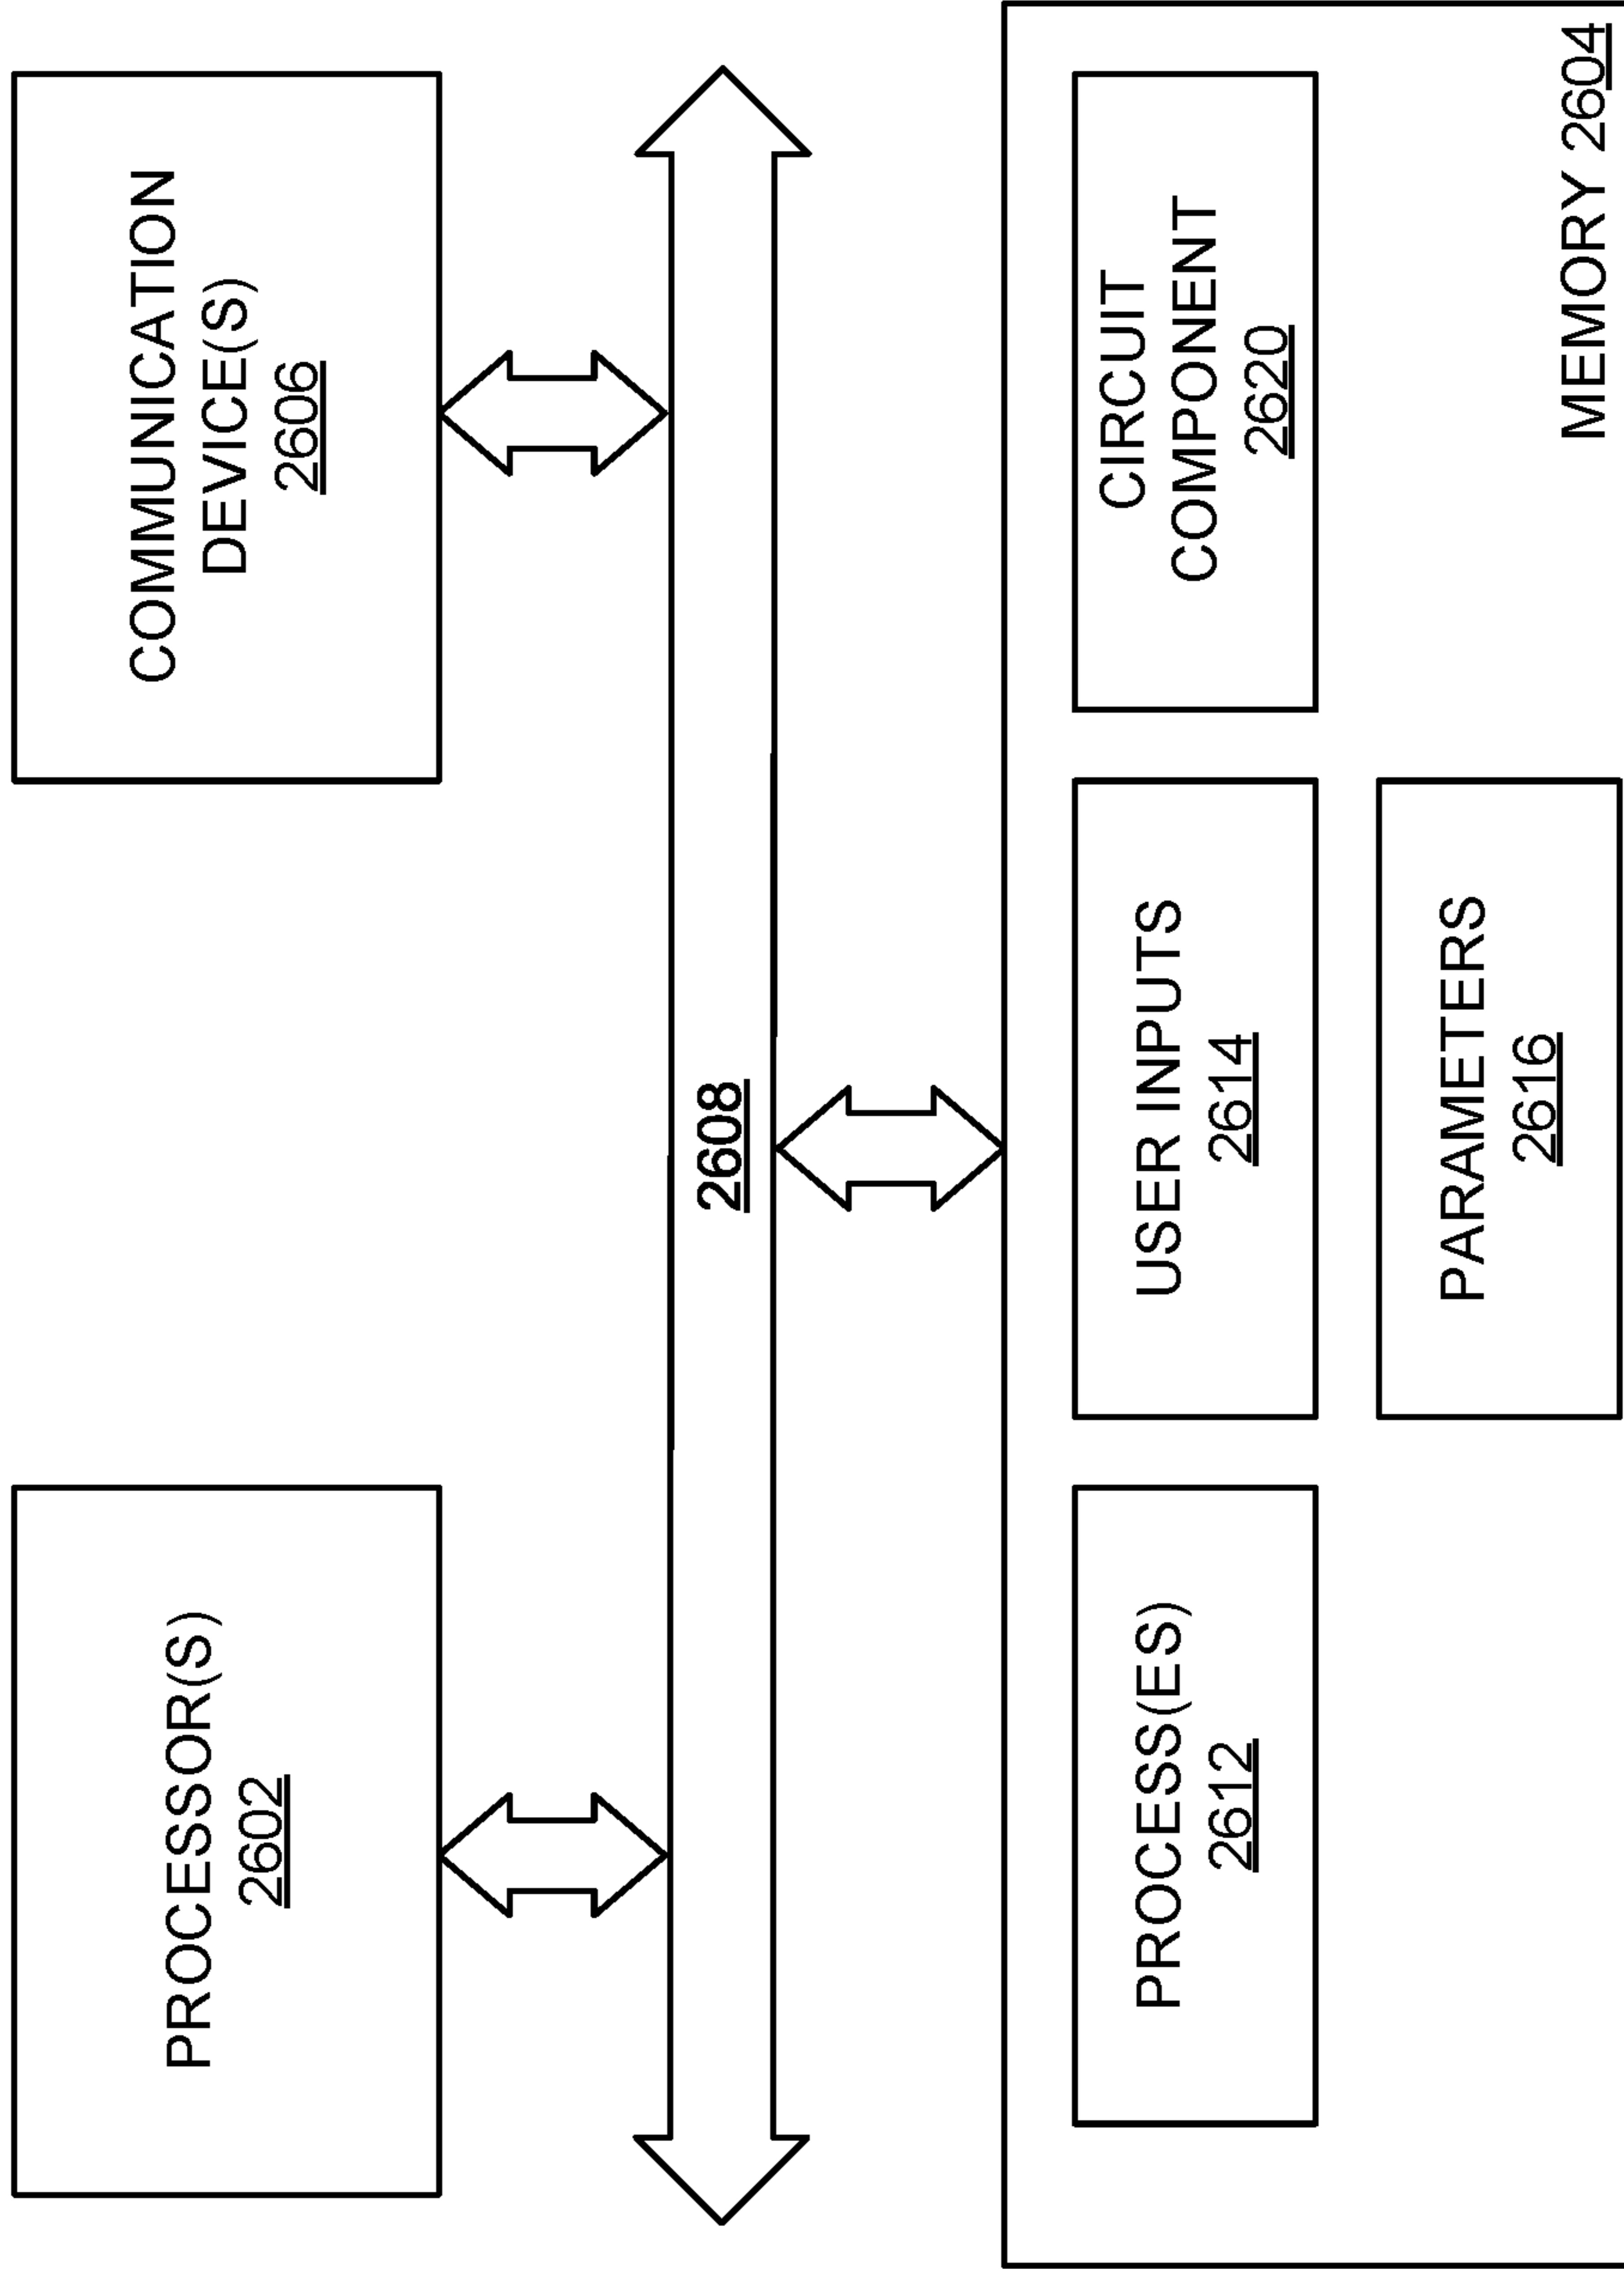 PROCESSOR(S)
2602
COMMUNICATION
DEVICE(S)
2606
2608
PROCESS(ES)
2612
USER INPUTS
2614
CIRCUIT
COMPONENT
2620
PARAMETERS
2616
MEMORY 2604